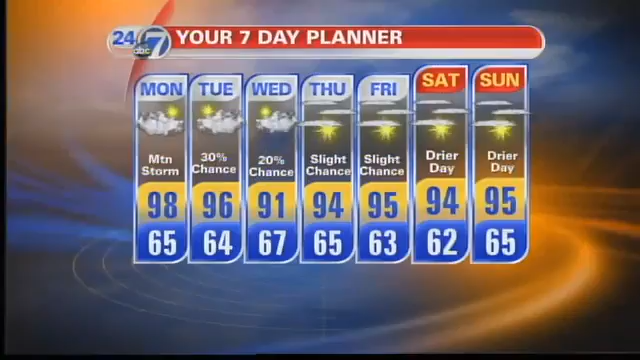 24 abc 7 YOUR 7 DAY PLANNER
MON TUE WED THU FRI SAT SUN
Mtn Storm
30% Chance
20% Chance
Slight Chance
Slight Chance
Drier Day
Drier Day
98 96 91 94 95 94 95
65 64 67 65 63 62 65